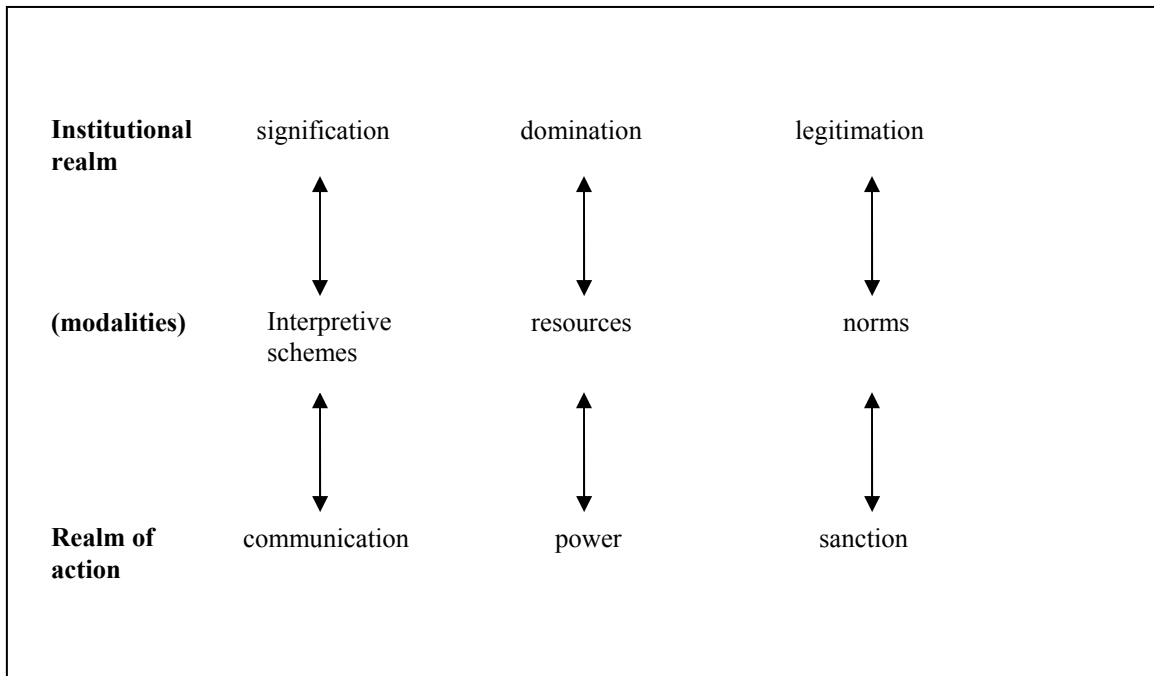 Institutional signification domination legitimation
realm
(modalities) Interpretive resources norms
schemes
Realm of communication power sanction
action